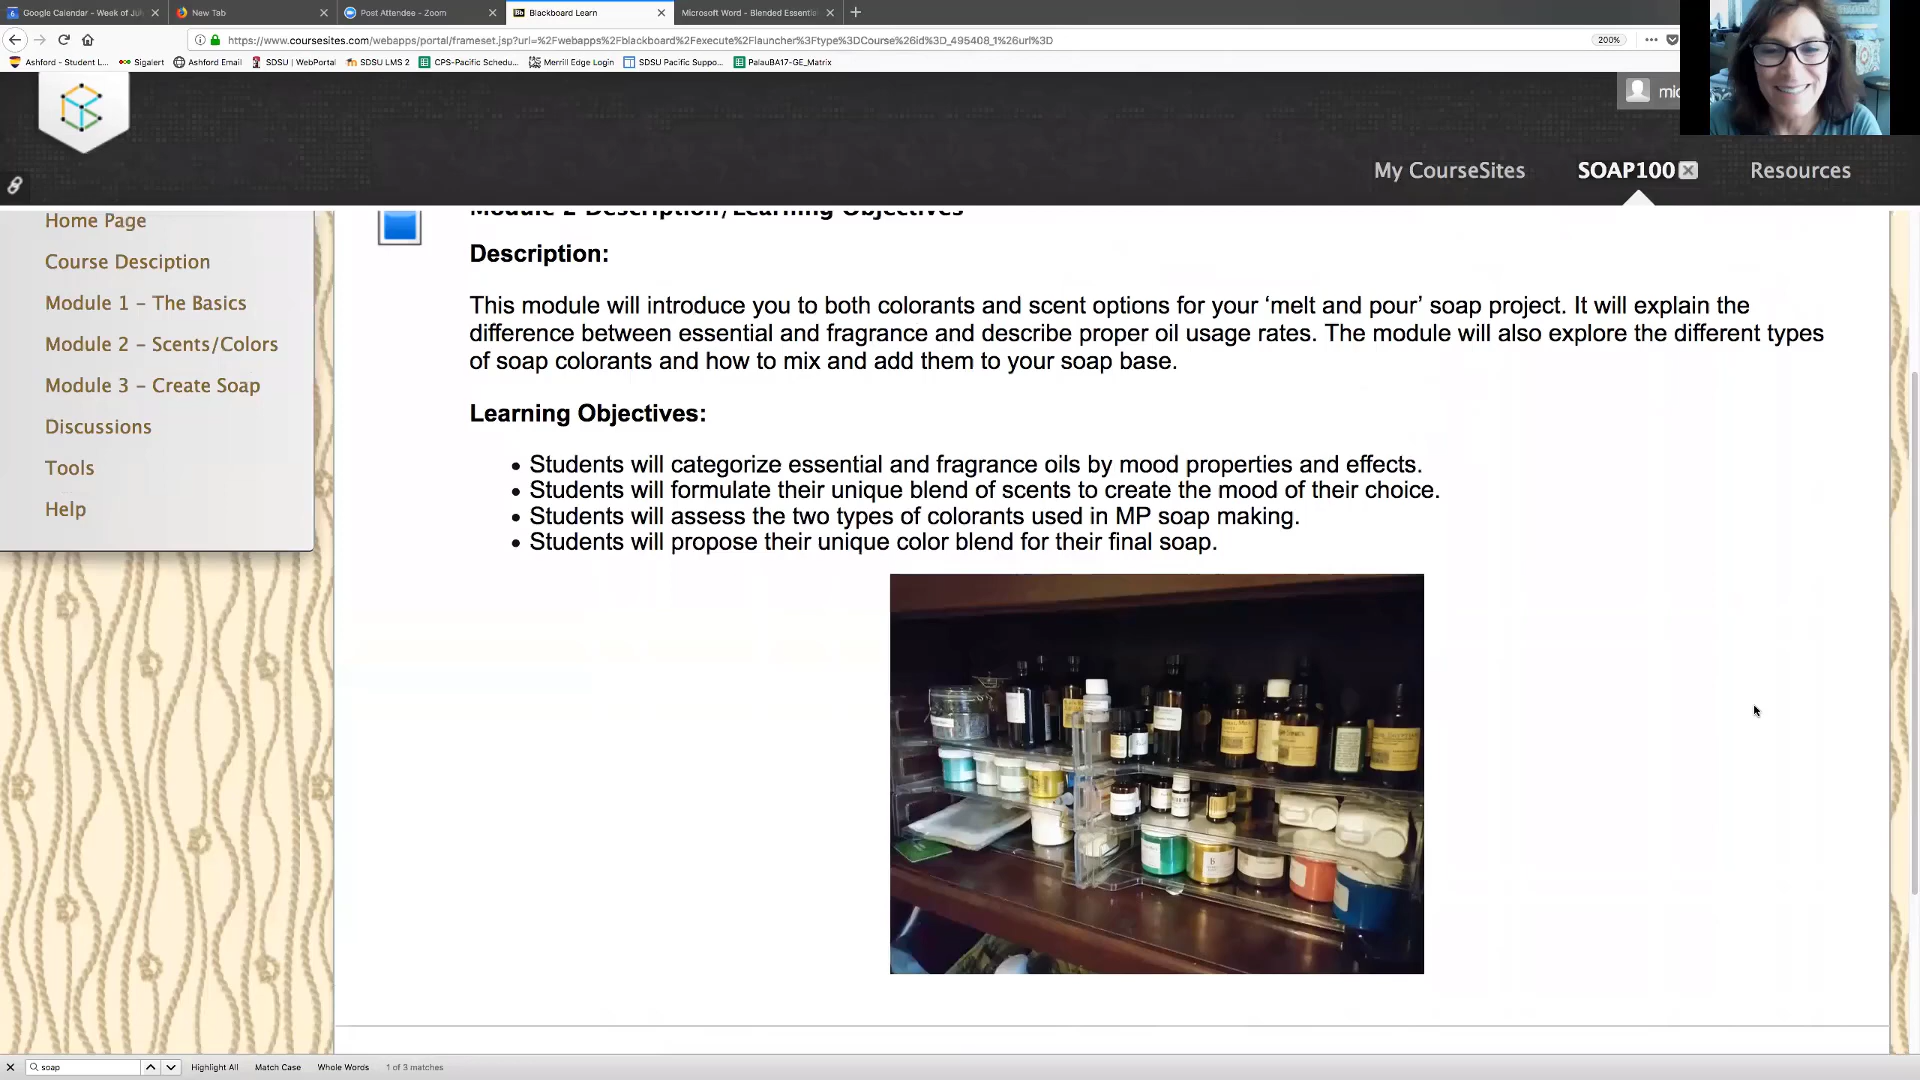 Google Calendar - Week of Jul
New Tab
Post Attendee - Zoom
Blackboard Learn
Microsoft Word - Blended Essentia
https://www.coursesites.com/webapps/portal/frameset.jsp?url=%2Fwebapps%2Fblackboard%2Fexecute%2Flauncher%3Ftype%3DCourse%26id%3D_495408_1%26url%3D
200%
Ashford - Student L...
Sigalert
Ashford Email
SDSU | WebPortal
SDSU LMS 2
CPS-Pacific Schedu...
Merrill Edge Login
SDSU Pacific Suppo...
PalauBA17-GE_Matrix
mic
My CourseSites
SOAP100
Resources
Home Page
Course Desciption
Module 1 - The Basics
Module 2 - Scents/Colors
Module 3 - Create Soap
Discussions
Tools
Help
Module 2 Description/Learning Objectives
Description:
This module will introduce you to both colorants and scent options for your ‘melt and pour’ soap project. It will explain the
difference between essential and fragrance and describe proper oil usage rates. The module will also explore the different types
of soap colorants and how to mix and add them to your soap base.
Learning Objectives:
• Students will categorize essential and fragrance oils by mood properties and effects.
• Students will formulate their unique blend of scents to create the mood of their choice.
• Students will assess the two types of colorants used in MP soap making.
• Students will propose their unique color blend for their final soap.
soap
Highlight All
Match Case
Whole Words
1 of 3 matches